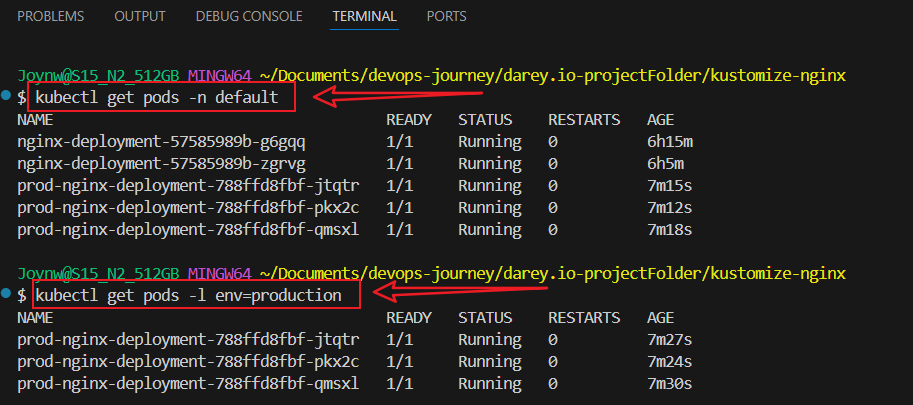 PROBLEMS OUTPUT DEBUG CONSOLE TERMINAL PORTS
Joynw@S15_N2_512GB MINGW64 ~/Documents/devops-journey/darey.io-projectFolder/kustomize-nginx
$ kubectl get pods -n default
NAME READY STATUS RESTARTS AGE
nginx-deployment-57585989b-g6gqq 1/1 Running 0 6h15m
nginx-deployment-57585989b-zgrvg 1/1 Running 0 6h5m
prod-nginx-deployment-788ffd8fbf-jtqtr 1/1 Running 0 7m15s
prod-nginx-deployment-788ffd8fbf-pkx2c 1/1 Running 0 7m12s
prod-nginx-deployment-788ffd8fbf-qmsxl 1/1 Running 0 7m18s
Joynw@S15_N2_512GB MINGW64 ~/Documents/devops-journey/darey.io-projectFolder/kustomize-nginx
$ kubectl get pods -l env=production
NAME READY STATUS RESTARTS AGE
prod-nginx-deployment-788ffd8fbf-jtqtr 1/1 Running 0 7m27s
prod-nginx-deployment-788ffd8fbf-pkx2c 1/1 Running 0 7m24s
prod-nginx-deployment-788ffd8fbf-qmsxl 1/1 Running 0 7m30s